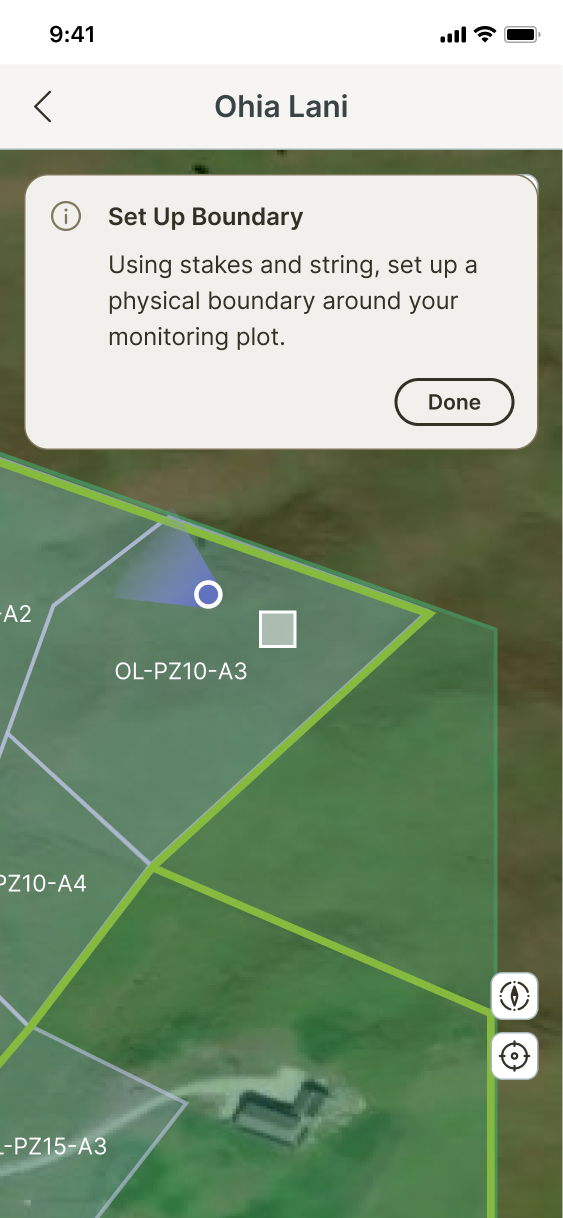 9:41
Ohia Lani
Set Up Boundary
Using stakes and string, set up a
physical boundary around your
monitoring plot.
Done
-A2
OL-PZ10-A3
PZ10-A4
L-PZ15-A3